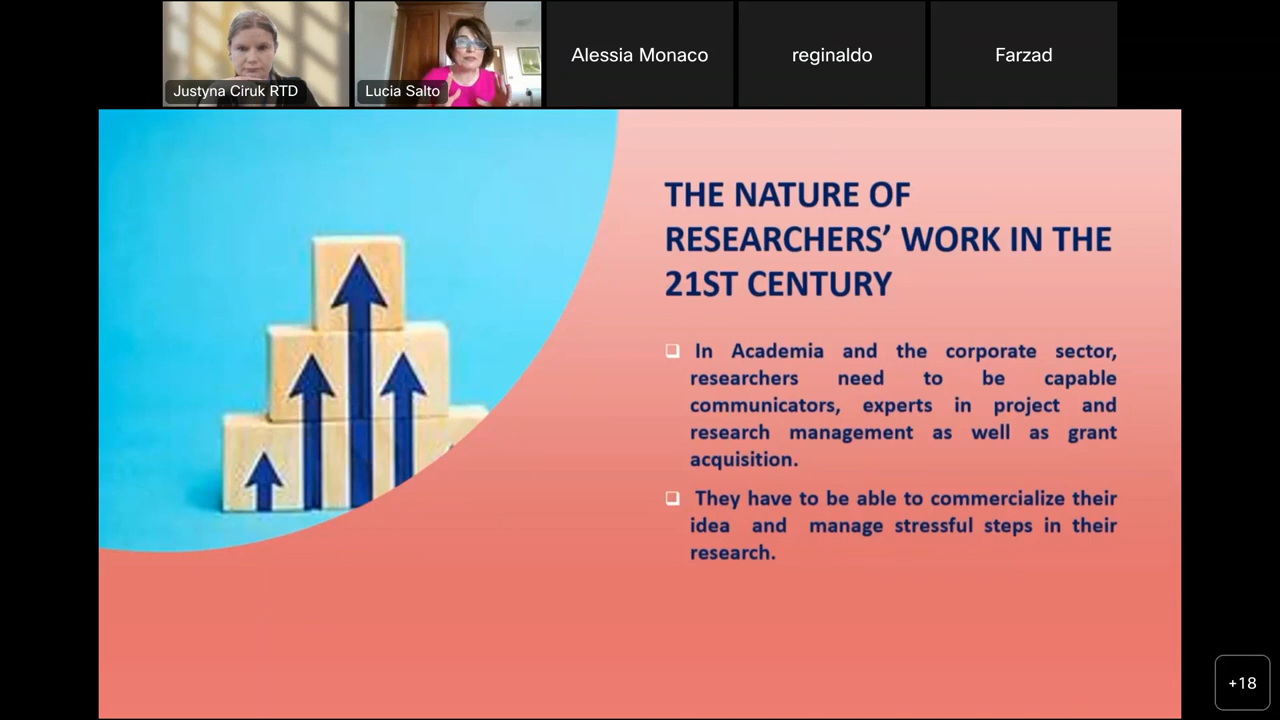 Justyna Ciruk RTD
Lucia Salto
Alessia Monaco
reginaldo
Farzad
THE NATURE OF
RESEARCHERS’ WORK IN THE
21ST CENTURY
❑ In Academia and the corporate sector,
researchers need to be capable
communicators, experts in project and
research management as well as grant
acquisition.
❑ They have to be able to commercialize their
idea and manage stressful steps in their
research.
+18